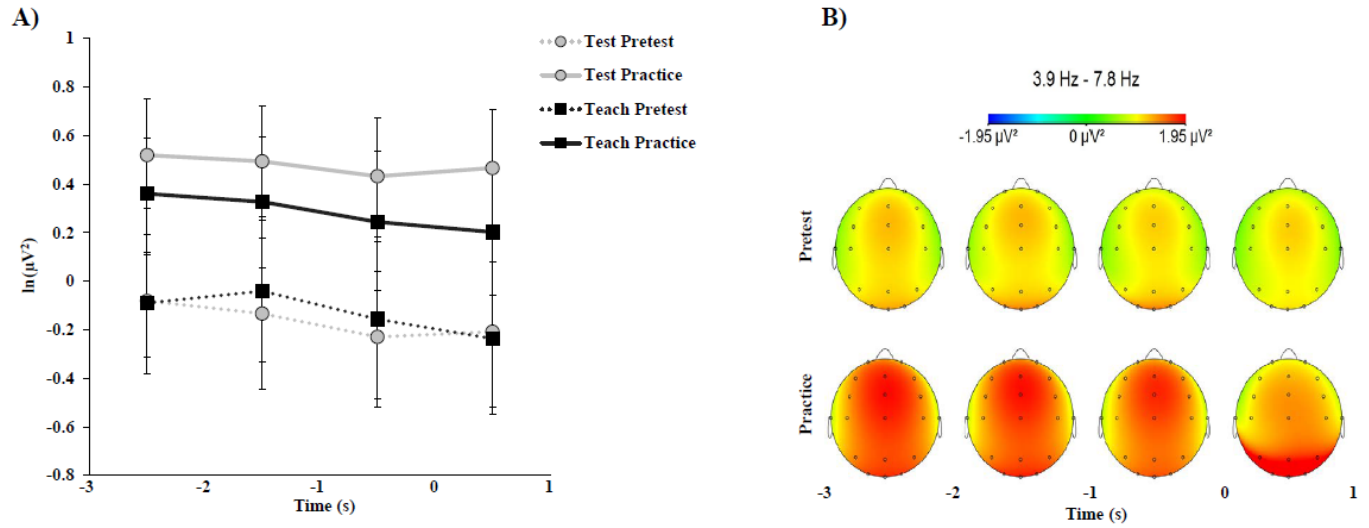 A)
1
0.8
0.6
0.4
0.2
0
-0.2
-0.4
-0.6
-0.8
ln(µV²)
-3 -2 -1 0 1
Time (s)
Test Pretest
Test Practice
Teach Pretest
Teach Practice
B)
3.9 Hz - 7.8 Hz
-1.95 µV² 0 µV² 1.95 µV²
Pretest
Practice
-3 -2 -1 0 1
Time (s)